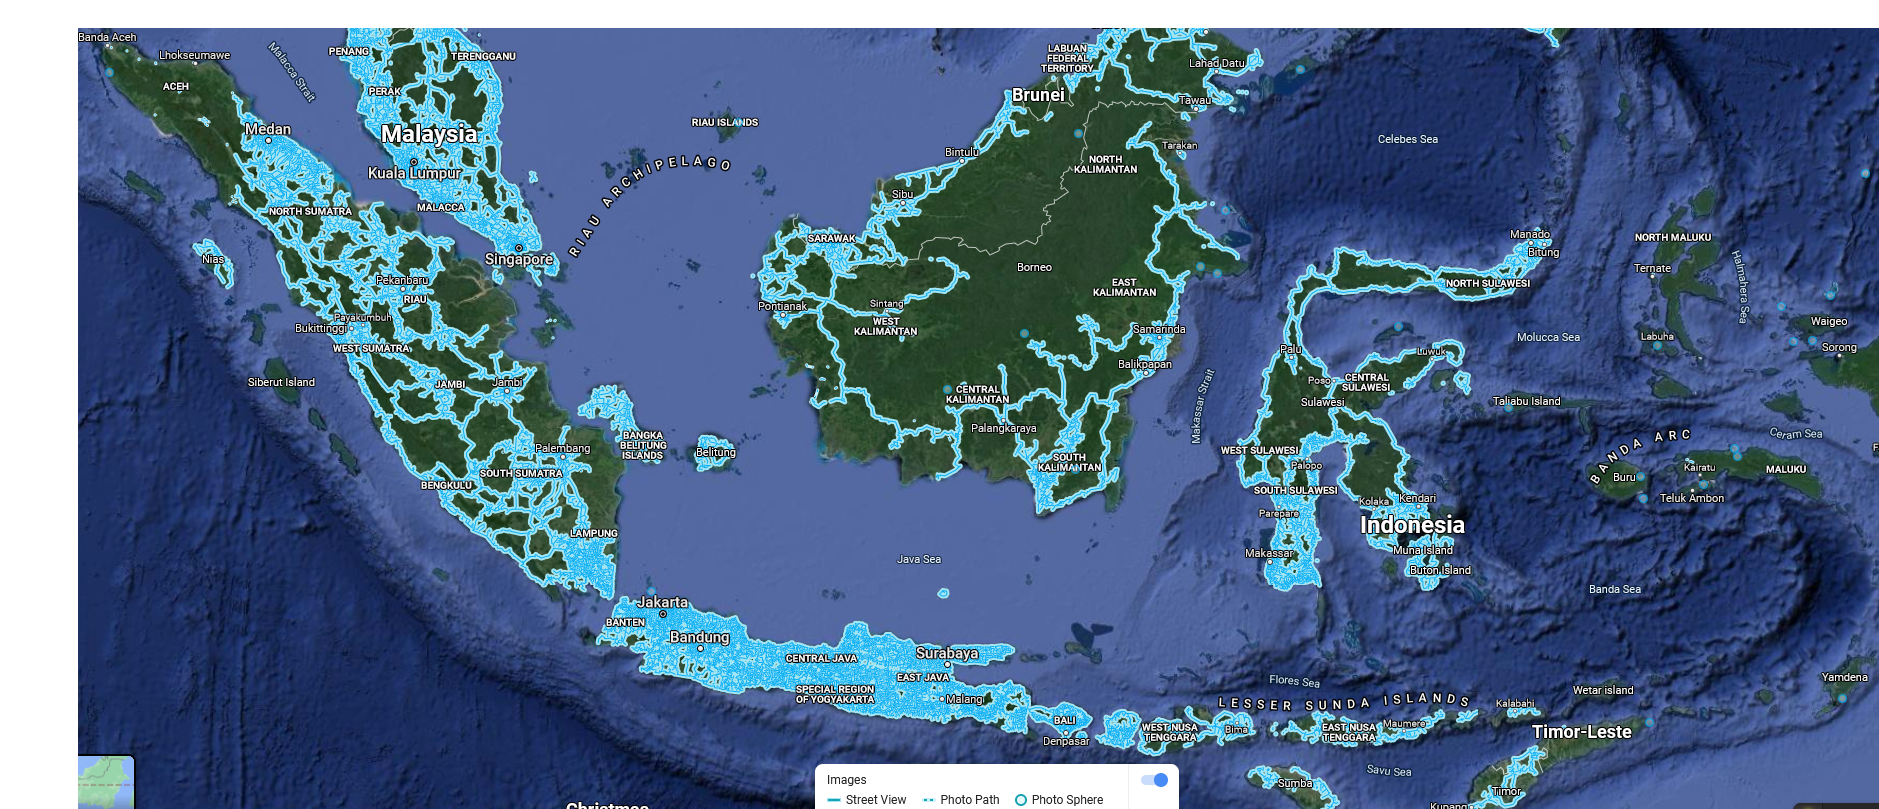 Banda Aceh
Lhokseumawe
Malacca Strait
PENANG
TERENGGANU
LABUAN
FEDERAL
TERRITORY
Lahad Datu
ACEH
PERAK
Brunei
Tawau
Medan
Malaysia
RIAU ISLANDS
Celebes Sea
Tarakan
Kuala Lumpur
RIAU ARCHIPELAGO
Bintulu
NORTH
KALIMANTAN
Sibu
MALACCA
NORTH SUMATRA
SARAWAK
Manado
Bitung
NORTH MALUKU
Nias
Singapore
Borneo
Ternate
Halmahera Sea
Pekanbaru
RIAU
EAST
KALIMANTAN
NORTH SULAWESI
Pontianak
Sintang
WEST
KALIMANTAN
Payakumbuh
Bukittinggi
Samarinda
Molucca Sea
Labuha
Waigeo
Sorong
WEST SUMATRA
Palu
Luwuk
Balikpapan
Siberut Island
JAMBI
Jambi
CENTRAL
KALIMANTAN
Makassar Strait
Poso
CENTRAL
SULAWESI
Sulawesi
Taliabu Island
Palangkaraya
BANGKA
BELITUNG
ISLANDS
Belitung
Palembang
SOUTH SUMATRA
SOUTH
KALIMANTAN
WEST SULAWESI
Palopo
BANDA ARC
Ceram Sea
F
Kairatu
MALUKU
Buru
Teluk Ambon
BENGKULU
SOUTH SULAWESI
Kolaka
Kendari
Parepare
Indonesia
LAMPUNG
Makassar
Muna Island
Buton Island
Java Sea
Banda Sea
Jakarta
BANTEN
Bandung
CENTRAL JAVA
Surabaya
EAST JAVA
SPECIAL REGION
OF YOGYAKARTA
Malang
Flores Sea
LESSER SUNDA ISLANDS
Wetar island
Yamdena
Kalabahi
BALI
Denpasar
WEST NUSA
TENGGARA
Bima
EAST NUSA
TENGGARA
Maumere
Timor-Leste
Savu Sea
Sumba
Timor
Kupang
Christmas
Images
Street View
Photo Path
Photo Sphere